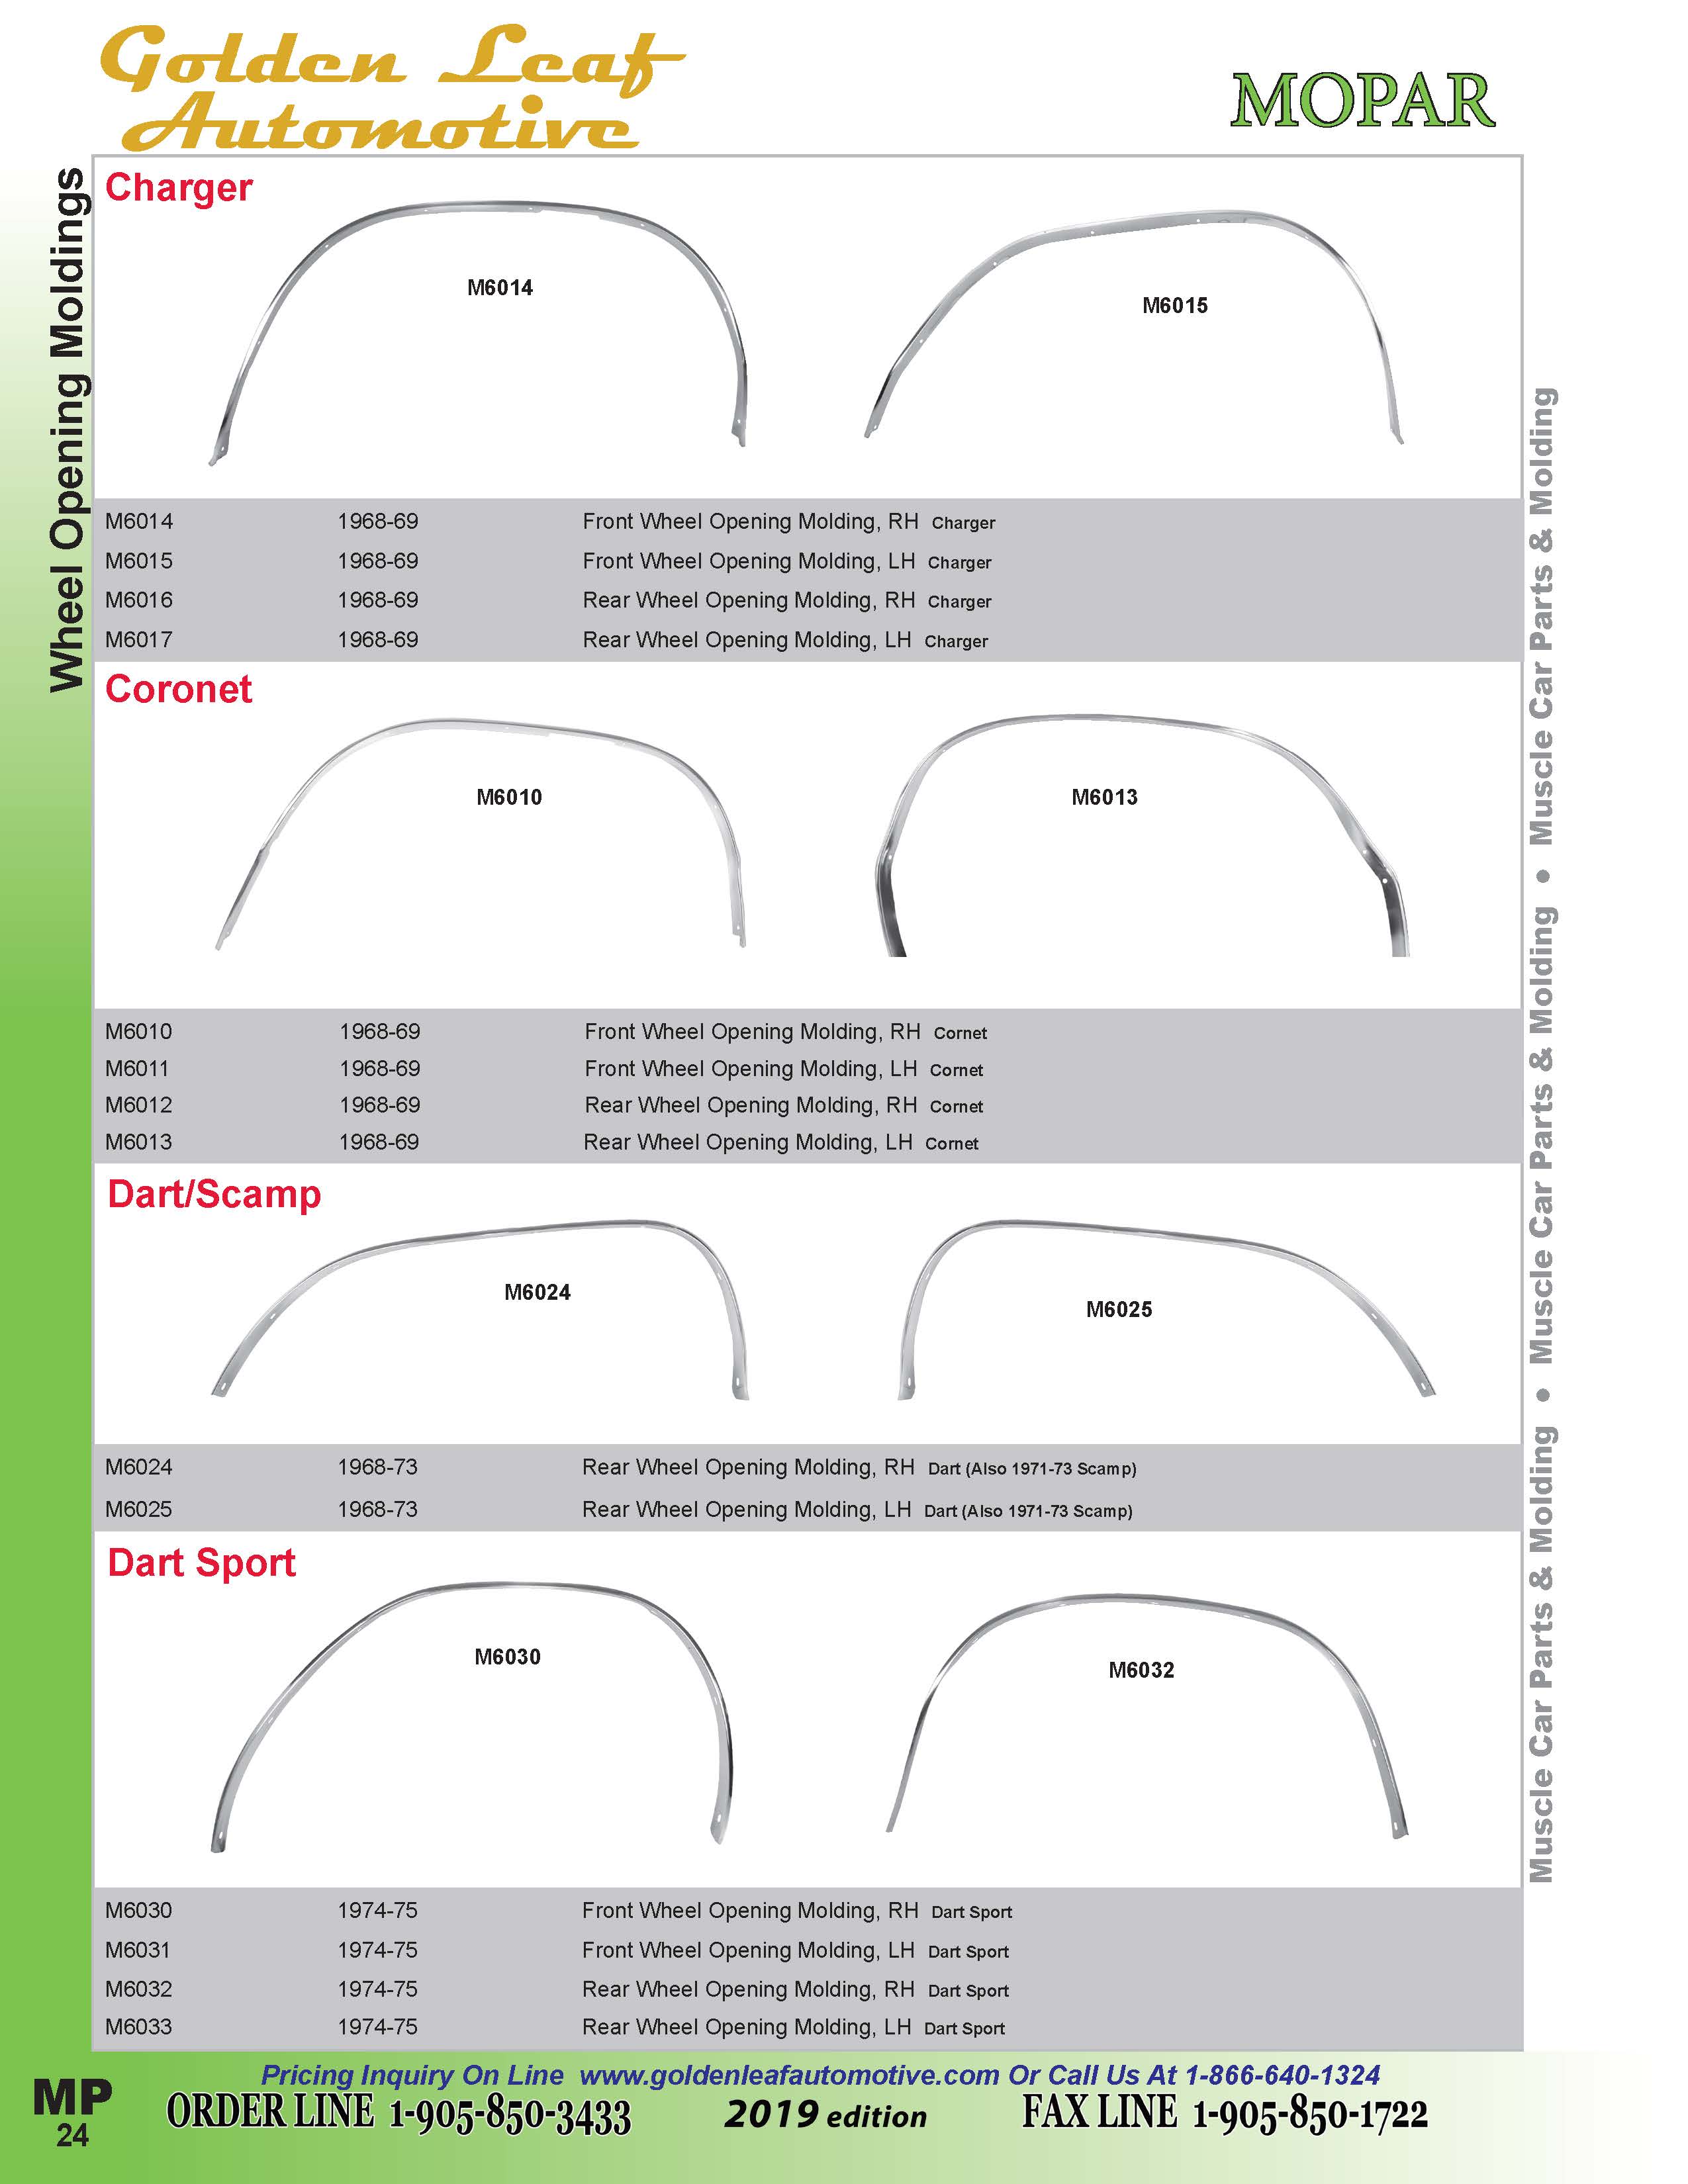 Golden Leaf
Automotive
MOPAR
Wheel Opening Moldings
Charger
M6014
M6015
M6014 1968-69 Front Wheel Opening Molding, RH Charger
M6015 1968-69 Front Wheel Opening Molding, LH Charger
M6016 1968-69 Rear Wheel Opening Molding, RH Charger
M6017 1968-69 Rear Wheel Opening Molding, LH Charger
Coronet
M6010
M6013
M6010 1968-69 Front Wheel Opening Molding, RH Cornet
M6011 1968-69 Front Wheel Opening Molding, LH Cornet
M6012 1968-69 Rear Wheel Opening Molding, RH Cornet
M6013 1968-69 Rear Wheel Opening Molding, LH Cornet
Dart/Scamp
M6024
M6025
M6024 1968-73 Rear Wheel Opening Molding, RH Dart (Also 1971-73 Scamp)
M6025 1968-73 Rear Wheel Opening Molding, LH Dart (Also 1971-73 Scamp)
Dart Sport
M6030
M6032
M6030 1974-75 Front Wheel Opening Molding, RH Dart Sport
M6031 1974-75 Front Wheel Opening Molding, LH Dart Sport
M6032 1974-75 Rear Wheel Opening Molding, RH Dart Sport
M6033 1974-75 Rear Wheel Opening Molding, LH Dart Sport
Muscle Car Parts & Molding • Muscle Car Parts & Molding • Muscle Car Parts & Molding
Pricing Inquiry On Line www.goldenleafautomotive.com Or Call Us At 1-866-640-1324
MP
24
ORDER LINE 1-905-850-3433 2019 edition FAX LINE 1-905-850-1722